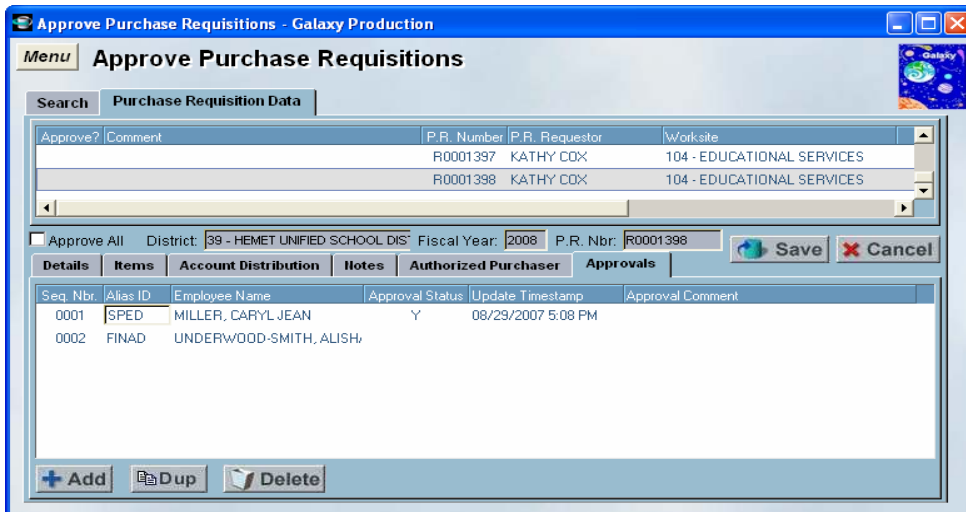 Approve Purchase Requisitions - Galaxy Production
Menu Approve Purchase Requisitions
Galaxy
Search Purchase Requisition Data
Approve? Comment P.R. Number P.R. Requestor Worksite
R0001397 KATHY COX 104 - EDUCATIONAL SERVICES
R0001398 KATHY COX 104 - EDUCATIONAL SERVICES
Approve All District: 39 - HEMET UNIFIED SCHOOL DIS Fiscal Year: 2008 P.R. Nbr: R0001398 Save Cancel
Details Items Account Distribution Notes Authorized Purchaser Approvals
Seq. Nbr. Alias ID Employee Name Approval Status Update Timestamp Approval Comment
0001 SPED MILLER, CARYL JEAN Y 08/29/2007 5:08 PM
0002 FINAD UNDERWOOD-SMITH, ALISHA
Add Dup Delete